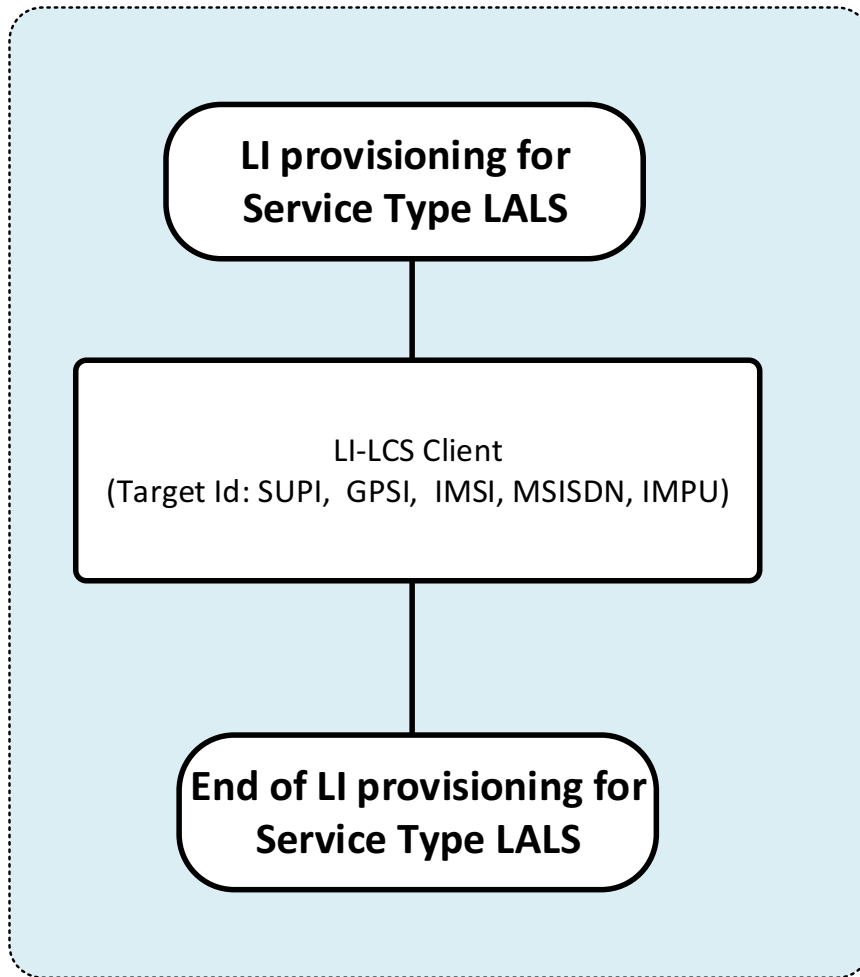 LI provisioning for
Service Type LALS
LI-LCS Client
(Target Id: SUPI, GPSI, IMSI, MSISDN, IMPU)
End of LI provisioning for
Service Type LALS